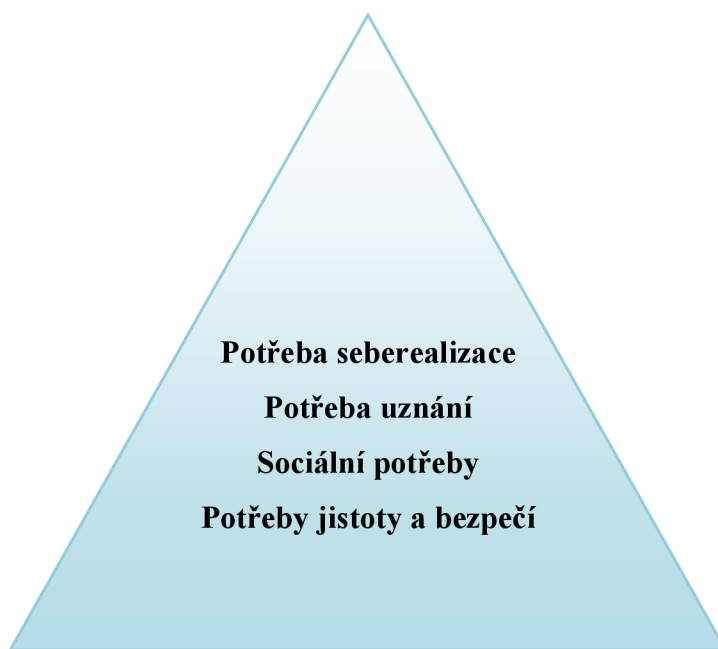 Potřeba seberealizace
Potřeba uznání
Sociální potřeby
Potřeby jistoty a bezpečí